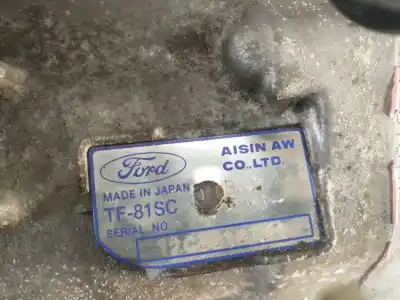 Ford
AISIN AW
CO.,LTD.
MADE IN JAPAN
TF-81SC
SERIAL NO.